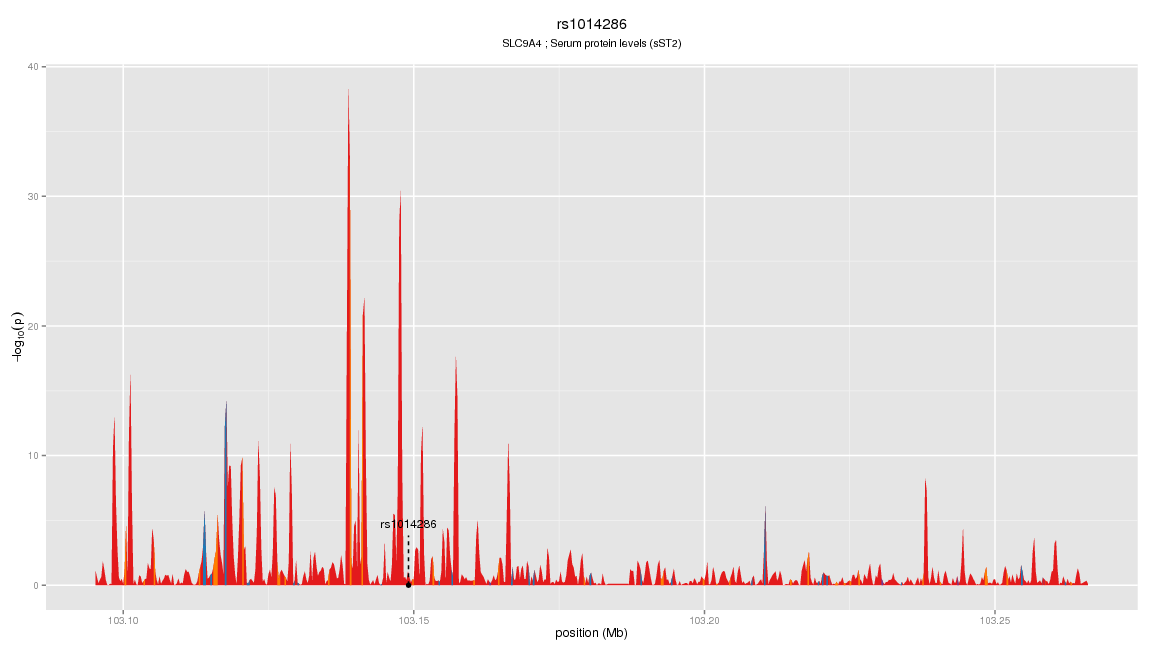 rs1014286
SLC9A4 ; Serum protein levels (sST2)
40
30
20
10
0
−log10(p)
rs1014286
103.10
103.15
103.20
103.25
position (Mb)